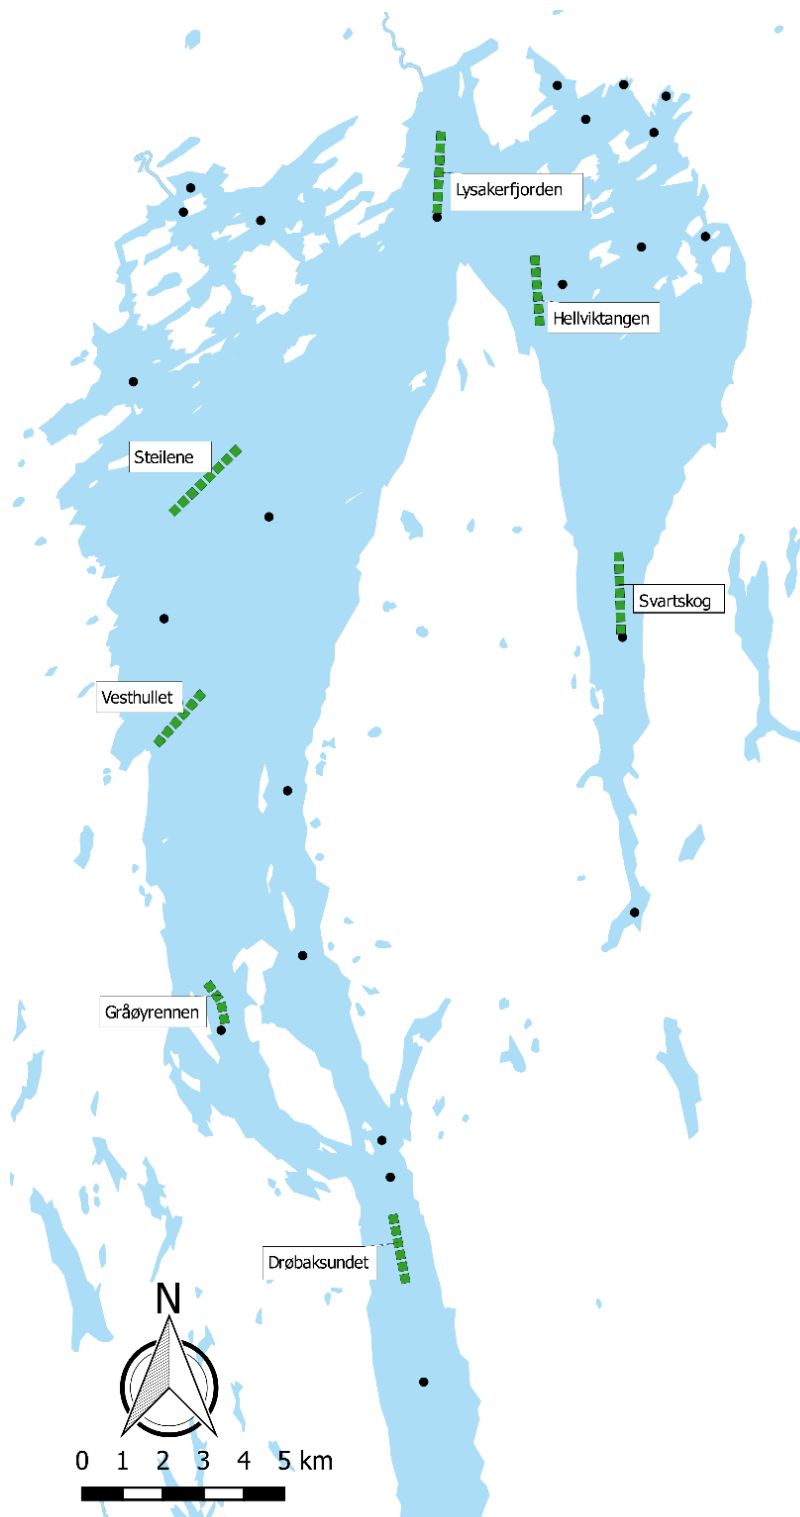 Lysakerfjorden
Hellviktangen
Steilene
Svartskog
Vesthullet
Gråøyrennen
Drøbaksundet
N
0 1 2 3 4 5 km